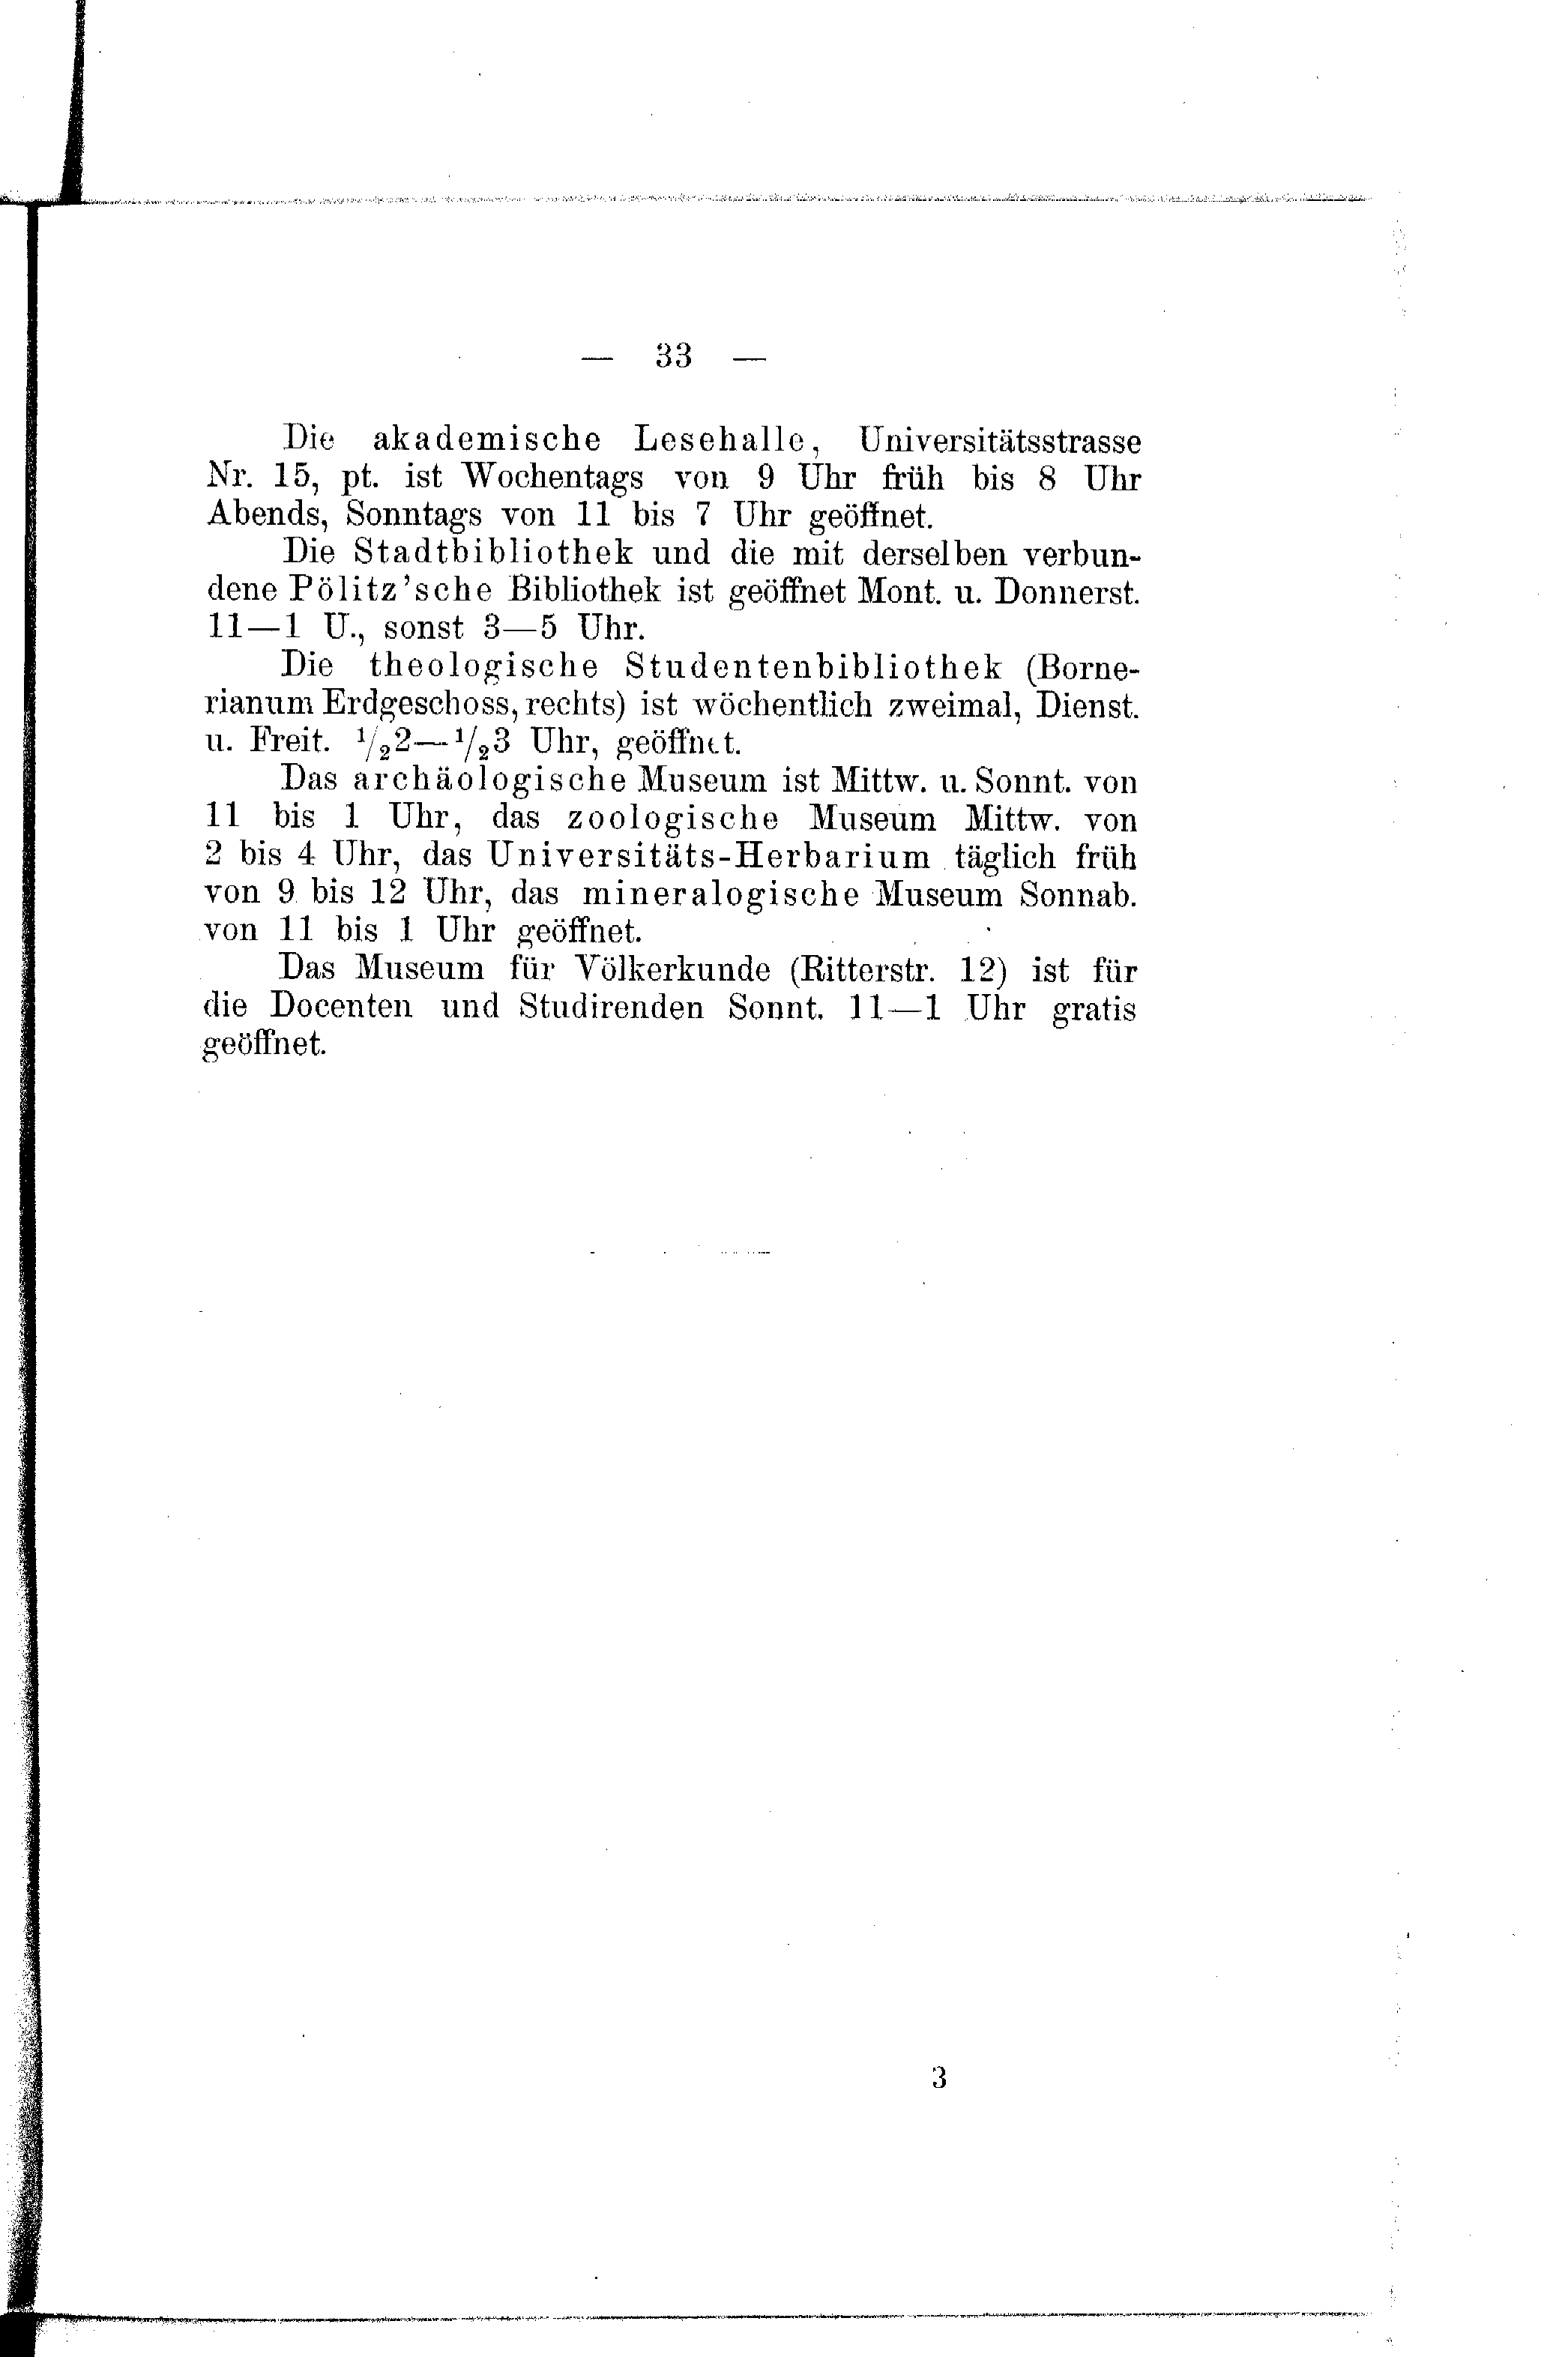 — 33 —
Die akademische Lesehalle, Universitätsstrasse
Nr. 15, pt. ist Wochentags von 9 Uhr früh bis 8 Uhr
Abends, Sonntags von 11 bis 7 Uhr geöffnet.
Die Stadtbibliothek und die mit derselben verbun-
dene Pölitz'sche Bibliothek ist geöffnet Mont. u. Donnerst.
11—1 U., sonst 3—5 Uhr.
Die theologische Studentenbibliothek (Borne-
rianum Erdgeschoss, rechts) ist wöchentlich zweimal, Dienst.
u. Freit. 1/2 2—1/2 3 Uhr, geöffnet.
Das archäologische Museum ist Mittw. u. Sonnt. von
11 bis 1 Uhr, das zoologische Museum Mittw. von
2 bis 4 Uhr, das Universitäts-Herbarium täglich früh
von 9 bis 12 Uhr, das mineralogische Museum Sonnab.
von 11 bis 1 Uhr geöffnet.
Das Museum für Völkerkunde (Ritterstr. 12) ist für
die Docenten und Studirenden Sonnt. 11—1 Uhr gratis
geöffnet.
3